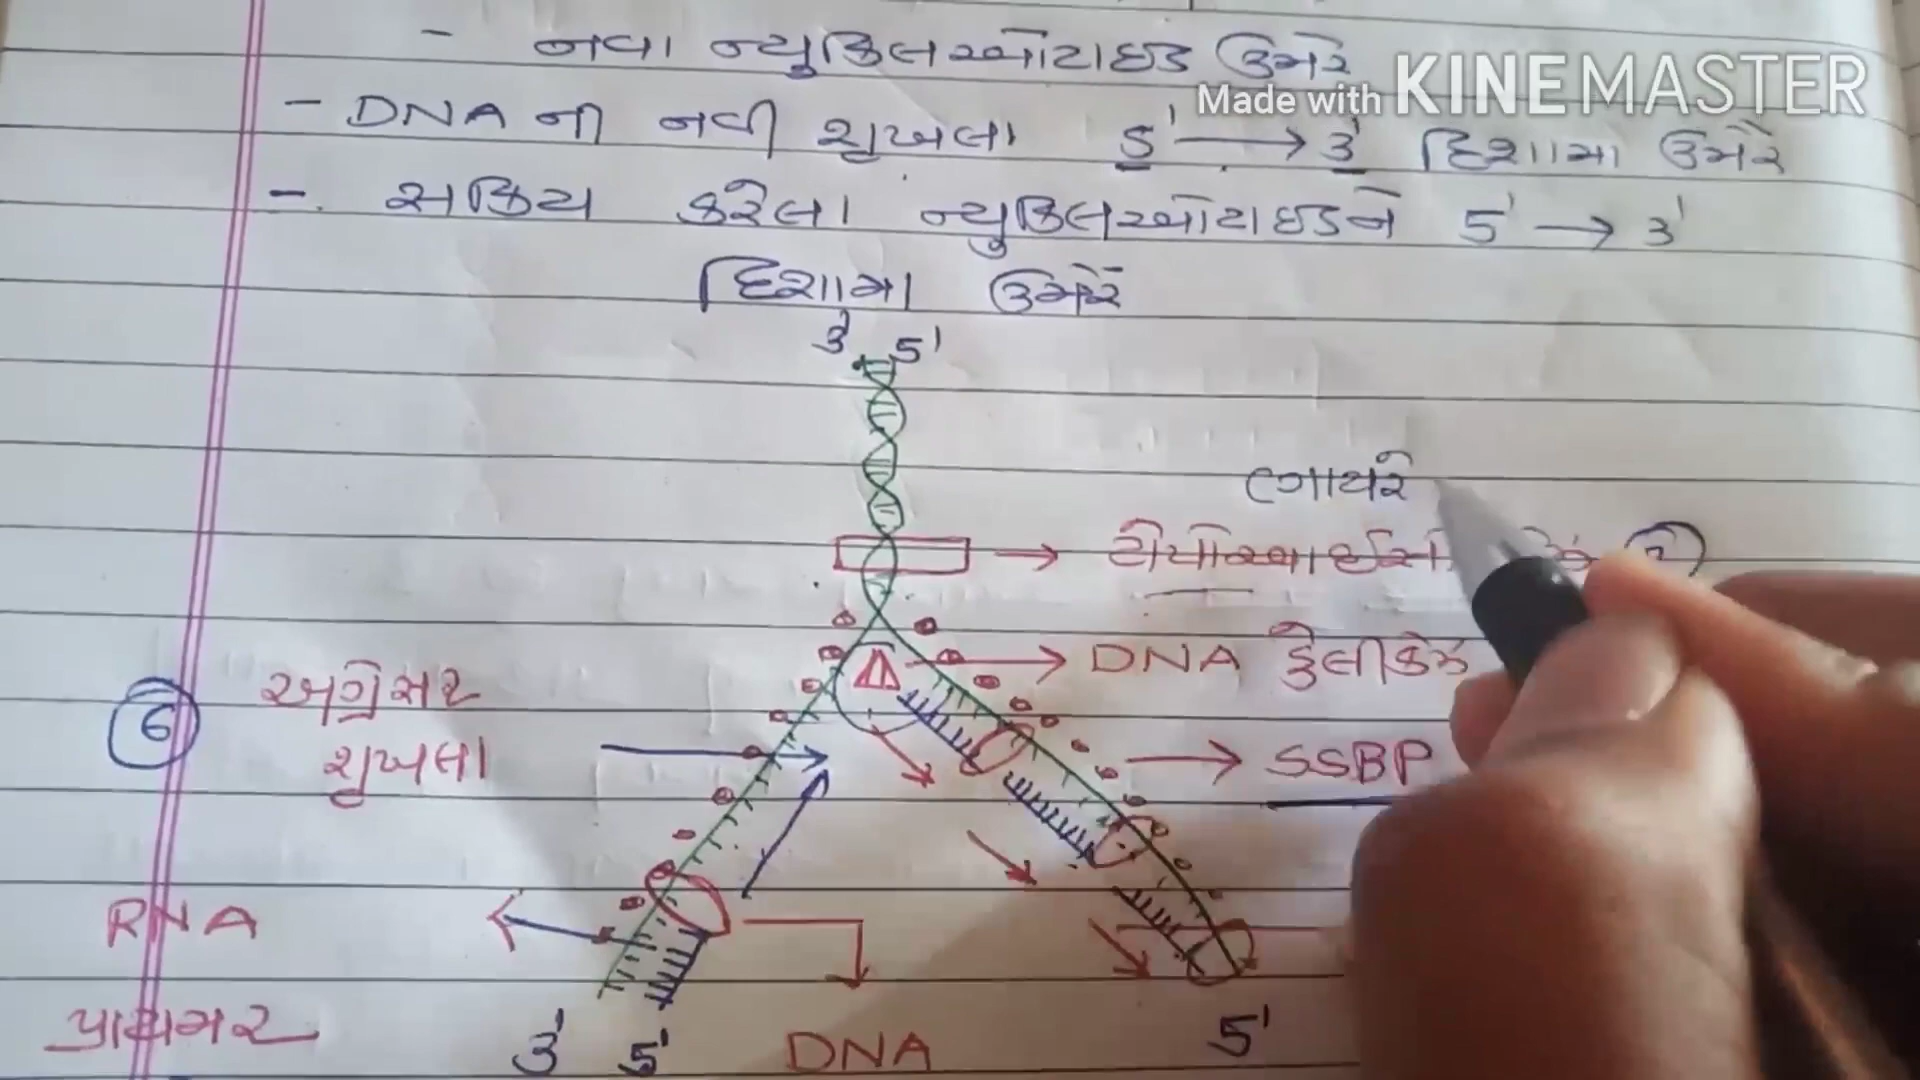 - નવા ન્યુક્લિઓટાઇડ ઉમેરે
Made with KINEMASTER
- DNA ની નવી શૃખલા 5' → 3' દિશામા ઉમેરે
- સક્રિય કરેલા ન્યુક્લિઓટાઇડને 5' → 3'
દિશામા ઉમેરે
3' 5'
DNA હેલીકેઝ
6 અગ્રેસર
શૃખલા
SSBP
RNA
પ્રાયમર
3' 5' DNA 5'